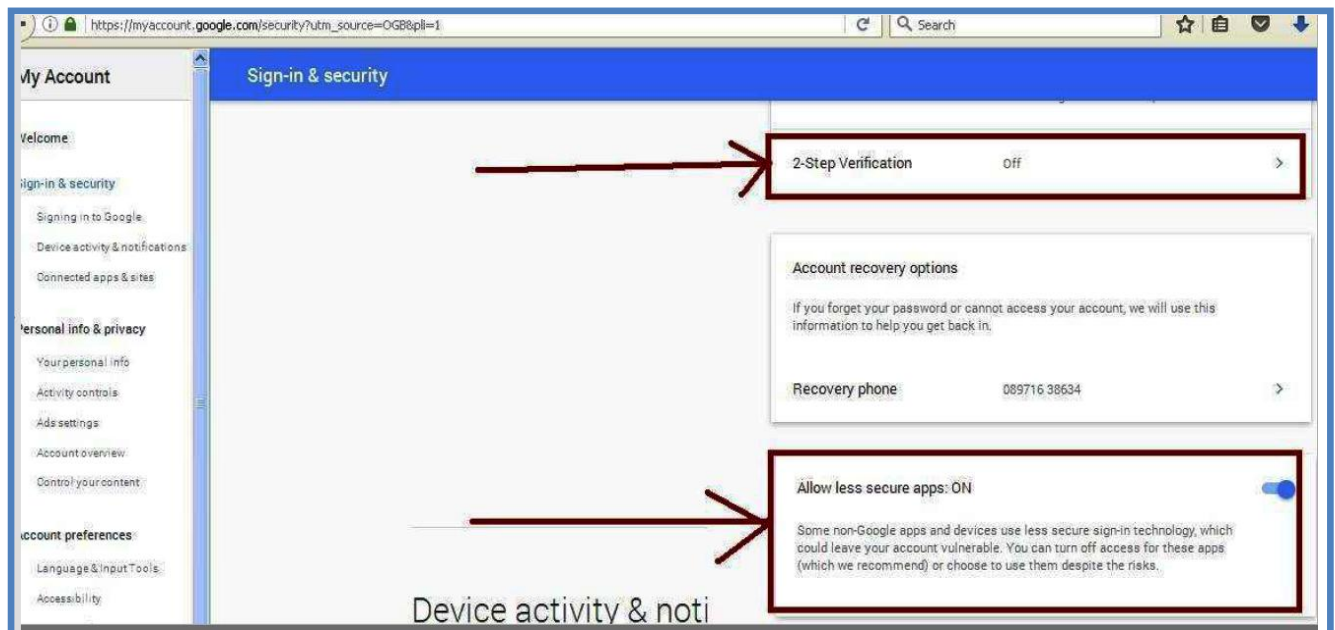 https://myaccount.google.com/security?utm_source=OGB&pli=1
Search
My Account
Sign-in & security
Welcome
Sign-in & security
Signing in to Google
Device activity & notifications
Connected apps & sites
Personal info & privacy
Your personal info
Activity controls
Ads settings
Account overview
Control your content
Account preferences
Language & Input Tools
Accessibility
2-Step Verification Off
Account recovery options
If you forget your password or cannot access your account, we will use this
information to help you get back in.
Recovery phone 089716 38634
Allow less secure apps: ON
Some non-Google apps and devices use less secure sign-in technology, which
could leave your account vulnerable. You can turn off access for these apps
(which we recommend) or choose to use them despite the risks.
Device activity & noti